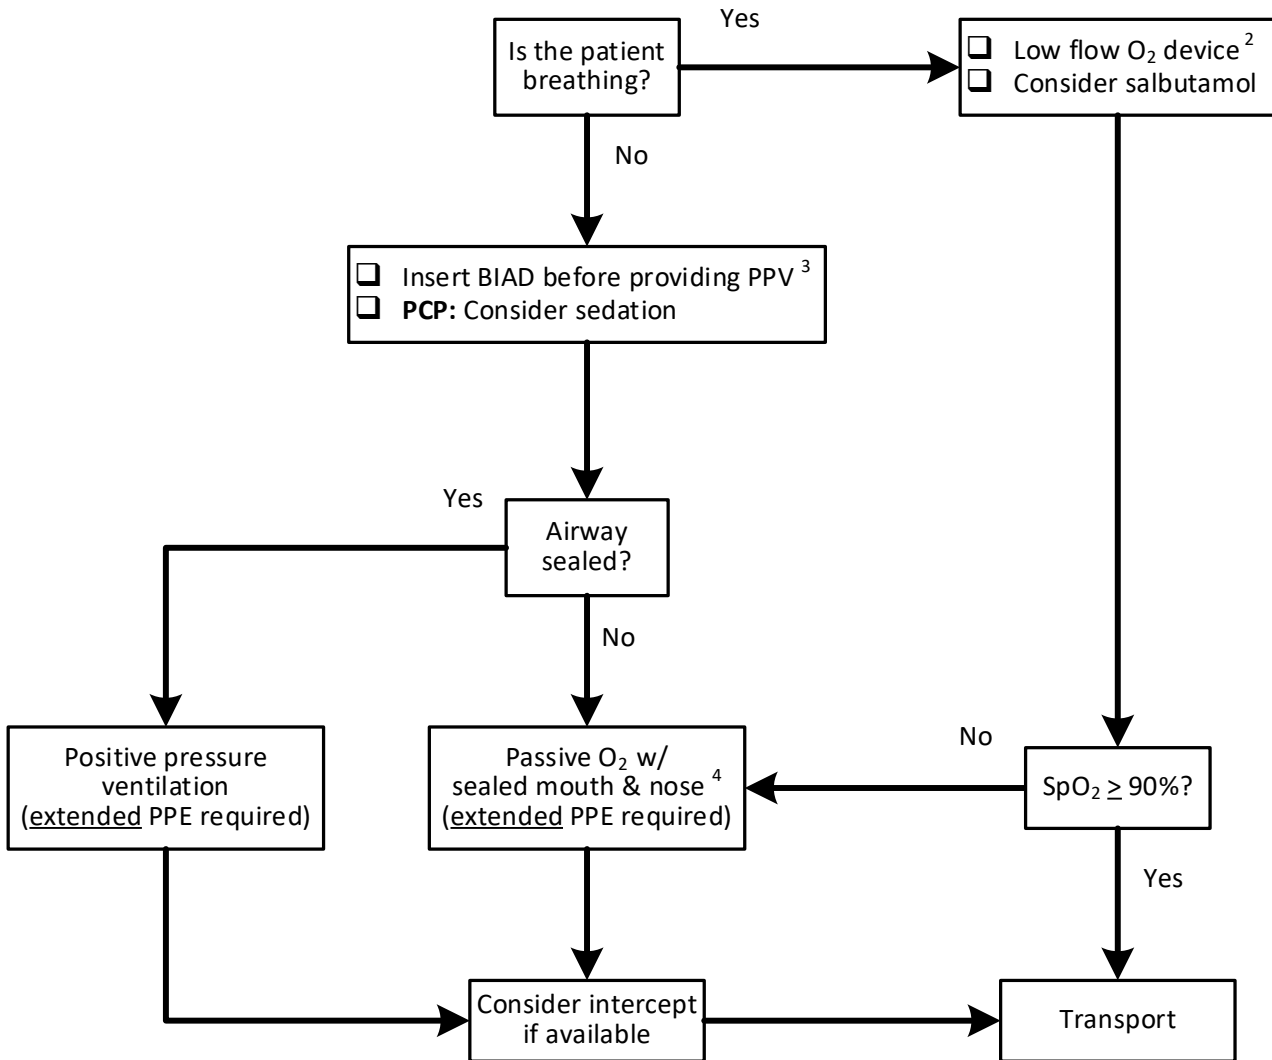 Yes
Is the patient
breathing?
❑ Low flow O₂ device ²
❑ Consider salbutamol
No
❑ Insert BIAD before providing PPV ³
❑ PCP: Consider sedation
Yes
Airway
sealed?
No
Positive pressure
ventilation
(extended PPE required)
Passive O₂ w/
sealed mouth & nose ⁴
(extended PPE required)
No
SpO₂ ≥ 90%?
Yes
Consider intercept
if available
Transport